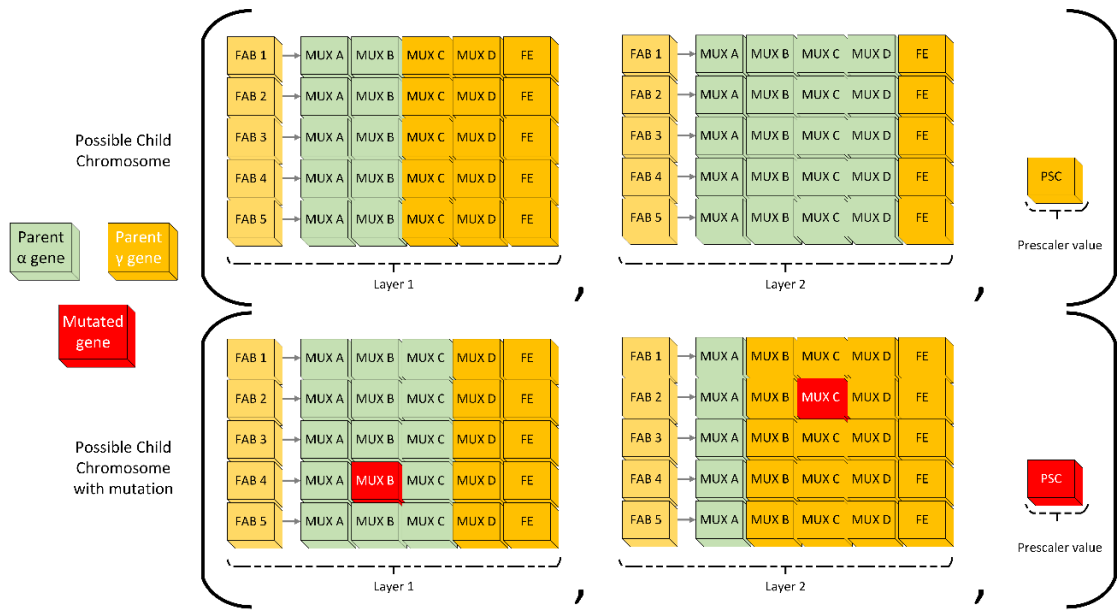 FAB 1 MUX A MUX B MUX C MUX D FE FAB 1 MUX A MUX B MUX C MUX D FE
FAB 2 MUX A MUX B MUX C MUX D FE FAB 2 MUX A MUX B MUX C MUX D FE
Possible Child
Chromosome
FAB 3 MUX A MUX B MUX C MUX D FE FAB 3 MUX A MUX B MUX C MUX D FE
FAB 4 MUX A MUX B MUX C MUX D FE FAB 4 MUX A MUX B MUX C MUX D FE
PSC
FAB 5 MUX A MUX B MUX C MUX D FE FAB 5 MUX A MUX B MUX C MUX D FE
Prescaler value
Layer 1 , Layer 2 ,
Parent
α gene
Parent
γ gene
Mutated
gene
FAB 1 MUX A MUX B MUX C MUX D FE FAB 1 MUX A MUX B MUX C MUX D FE
FAB 2 MUX A MUX B MUX C MUX D FE FAB 2 MUX A MUX B MUX C MUX D FE
FAB 3 MUX A MUX B MUX C MUX D FE FAB 3 MUX A MUX B MUX C MUX D FE
Possible Child
Chromosome
with mutation
FAB 4 MUX A MUX B MUX C MUX D FE FAB 4 MUX A MUX B MUX C MUX D FE
PSC
FAB 5 MUX A MUX B MUX C MUX D FE FAB 5 MUX A MUX B MUX C MUX D FE
Prescaler value
Layer 1 , Layer 2 ,